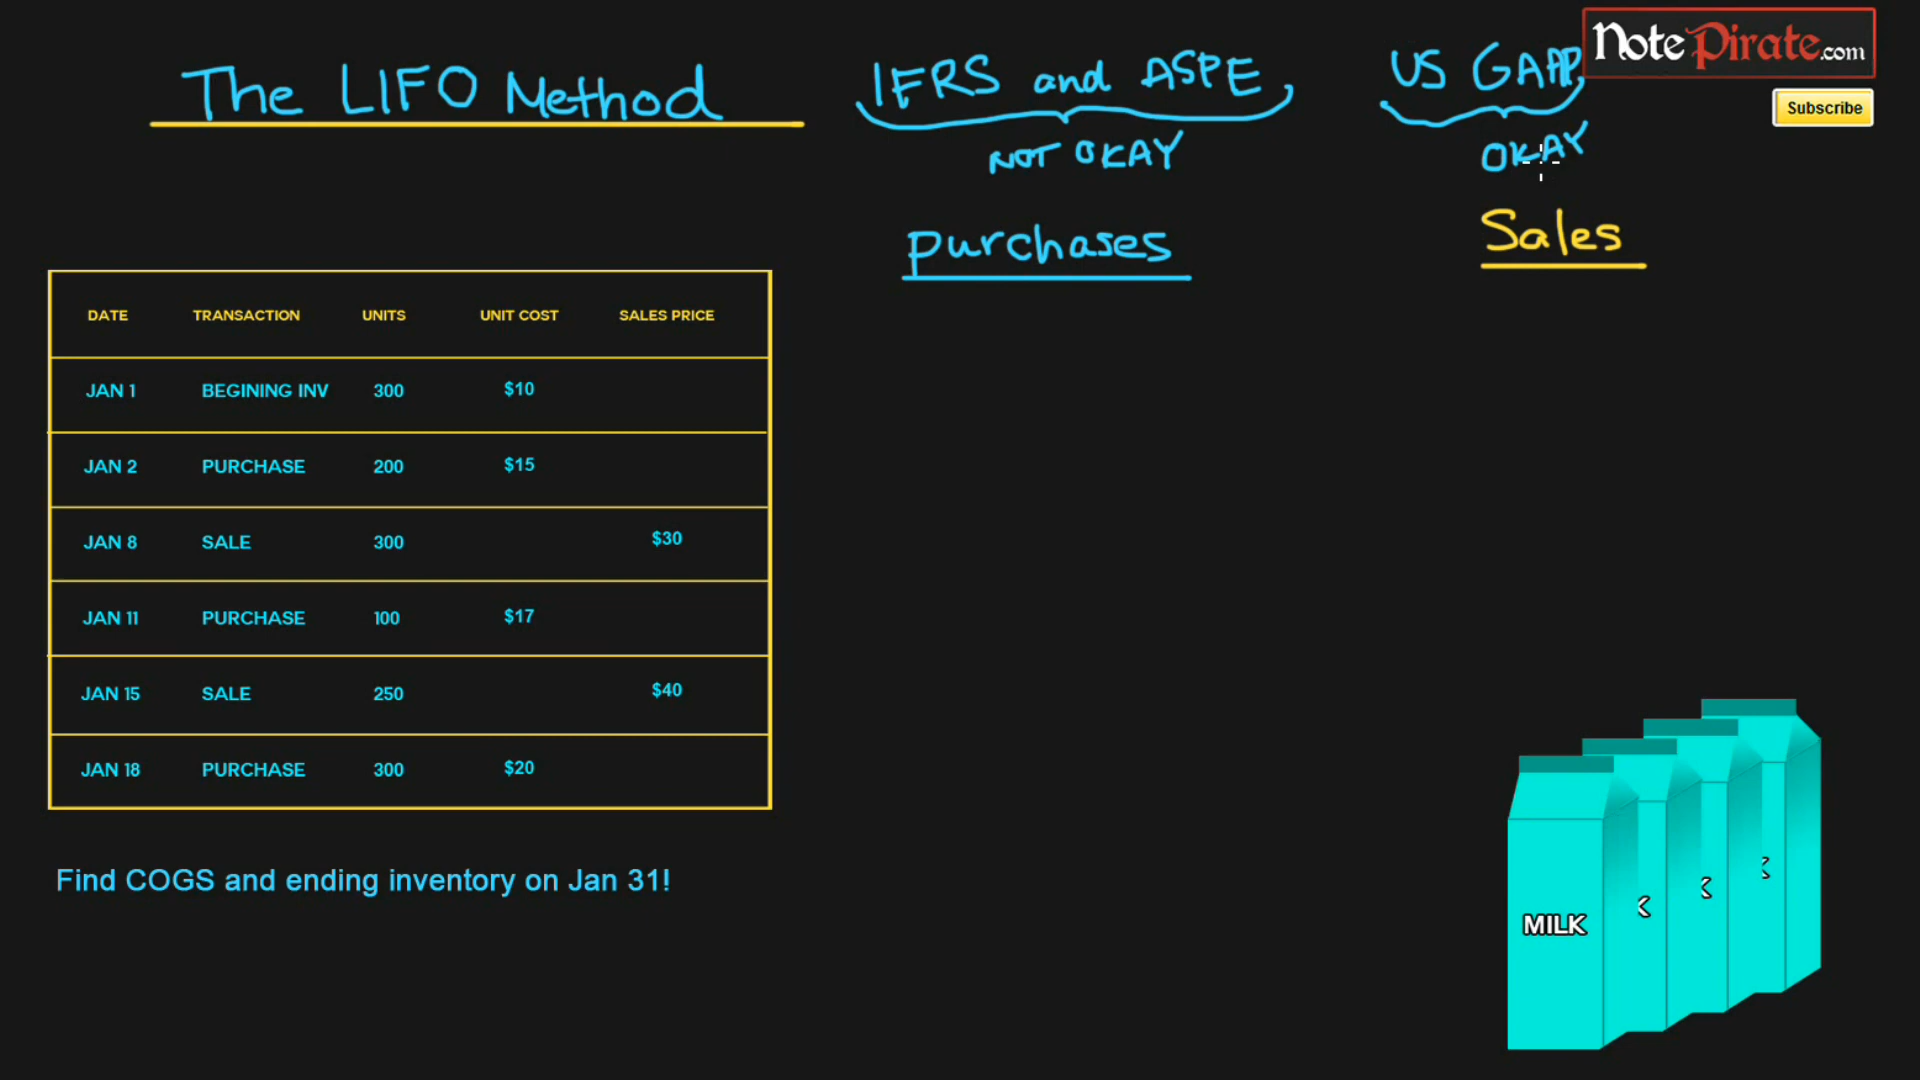 The LIFO Method
IFRS and ASPE
NOT OKAY
US GAPP
OKAY
NotePirate.com
Subscribe
purchases
Sales
DATE TRANSACTION UNITS UNIT COST SALES PRICE
JAN 1 BEGINING INV 300 $10
JAN 2 PURCHASE 200 $15
JAN 8 SALE 300 $30
JAN 11 PURCHASE 100 $17
JAN 15 SALE 250 $40
JAN 18 PURCHASE 300 $20
Find COGS and ending inventory on Jan 31!
MILK
K
K
K